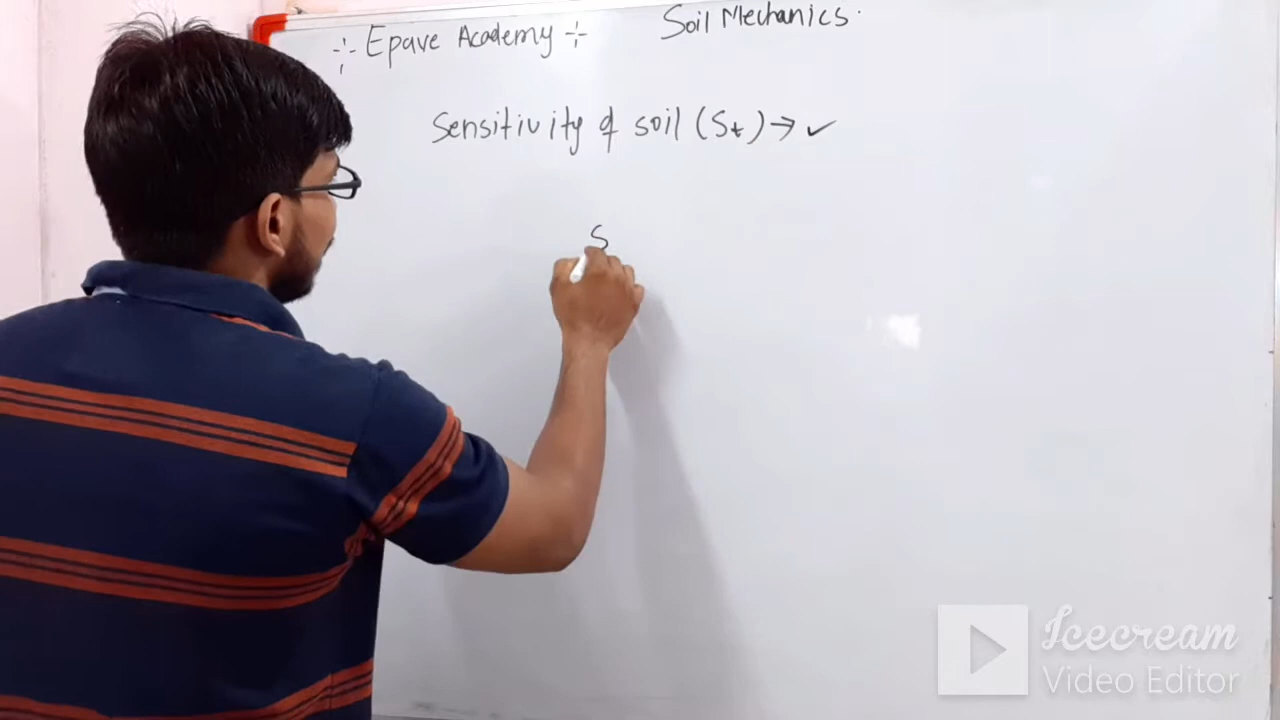 Epave Academy Soil Mechanics.
Sensitivity of soil (St) → ✓
S
Icecream
Video Editor